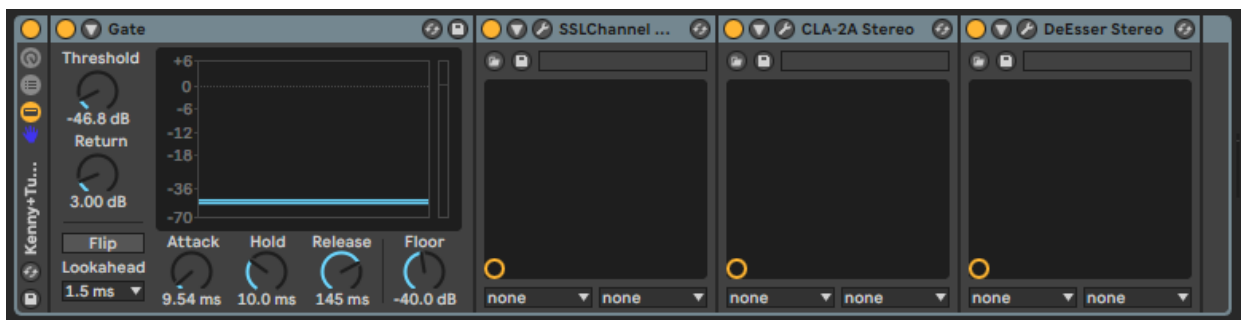 Gate
Threshold
-46.8 dB
Return
3.00 dB
Flip
Lookahead
1.5 ms
+6
0
-6
-12
-18
-36
-70
Attack
Hold
Release
Floor
9.54 ms
10.0 ms
145 ms
-40.0 dB
Kenny+Tu...
SSLChannel ...
none
none
CLA-2A Stereo
none
none
DeEsser Stereo
none
none